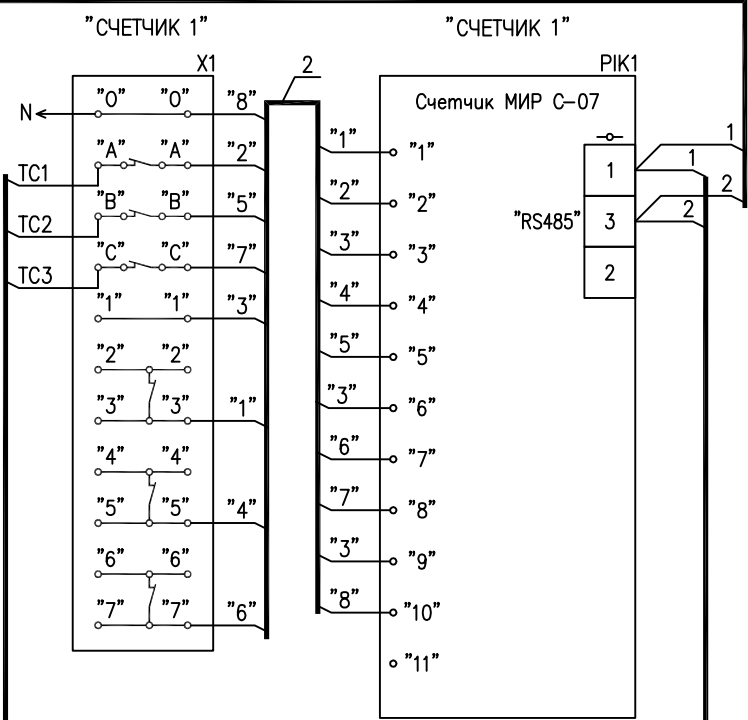 "СЧЕТЧИК 1" "СЧЕТЧИК 1"
X1 2 PIK1
N "0" "0" "8" Счетчик МИР С-07
"A" "A" "2" "1" "1" 1 1
TC1 1
"B" "B" "5" "2" "2" 2
TC2 "RS485" 3 2
"C" "C" "7" "3" "3"
TC3 2
"1" "1" "3" "4" "4"
"2" "2" "5" "5"
"3" "3" "1" "3" "6"
"4" "4" "6" "7"
"5" "5" "4" "7" "8"
"6" "6" "3" "9"
"7" "7" "6" "8" "10"
"11"